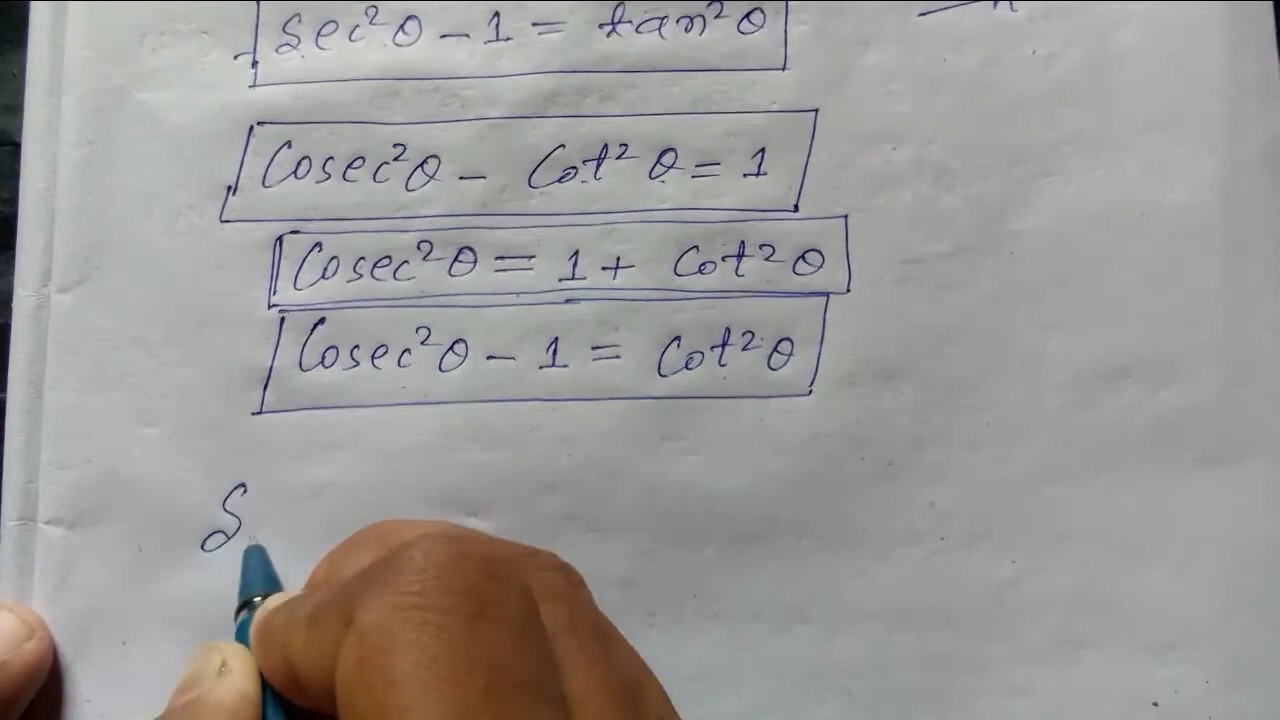 Sec²θ - 1 = tan²θ
Cosec²θ - Cot²θ = 1
Cosec²θ = 1 + Cot²θ
Cosec²θ - 1 = Cot²θ
S